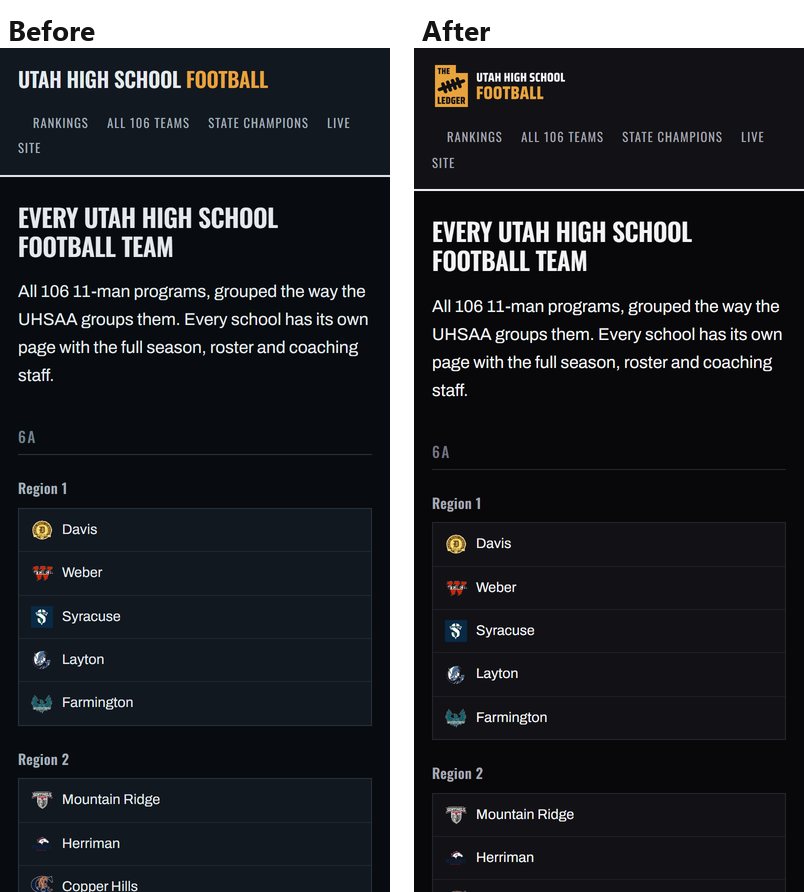 Before
UTAH HIGH SCHOOL FOOTBALL
RANKINGS ALL 106 TEAMS STATE CHAMPIONS LIVE
SITE
EVERY UTAH HIGH SCHOOL
FOOTBALL TEAM
All 106 11-man programs, grouped the way the
UHSAA groups them. Every school has its own
page with the full season, roster and coaching
staff.
6A
Region 1
Davis
Weber
Syracuse
Layton
Farmington
Region 2
Mountain Ridge
Herriman
Copper Hills
After
THE
LEDGER
UTAH HIGH SCHOOL
FOOTBALL
RANKINGS ALL 106 TEAMS STATE CHAMPIONS LIVE
SITE
EVERY UTAH HIGH SCHOOL
FOOTBALL TEAM
All 106 11-man programs, grouped the way the
UHSAA groups them. Every school has its own
page with the full season, roster and coaching
staff.
6A
Region 1
Davis
Weber
Syracuse
Layton
Farmington
Region 2
Mountain Ridge
Herriman